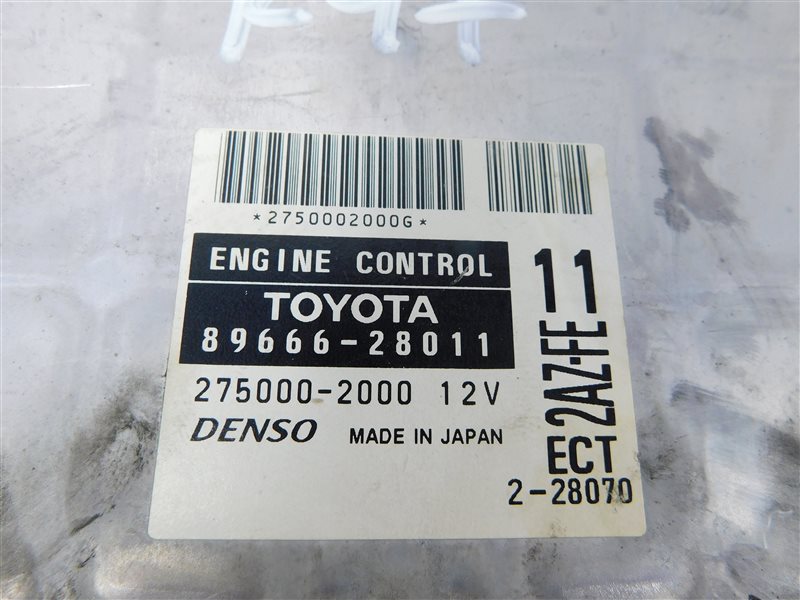 *2750002000G*
ENGINE CONTROL
TOYOTA
89666-28011
275000-2000 12V
DENSO MADE IN JAPAN
11
2AZ-FE
ECT
2-28070